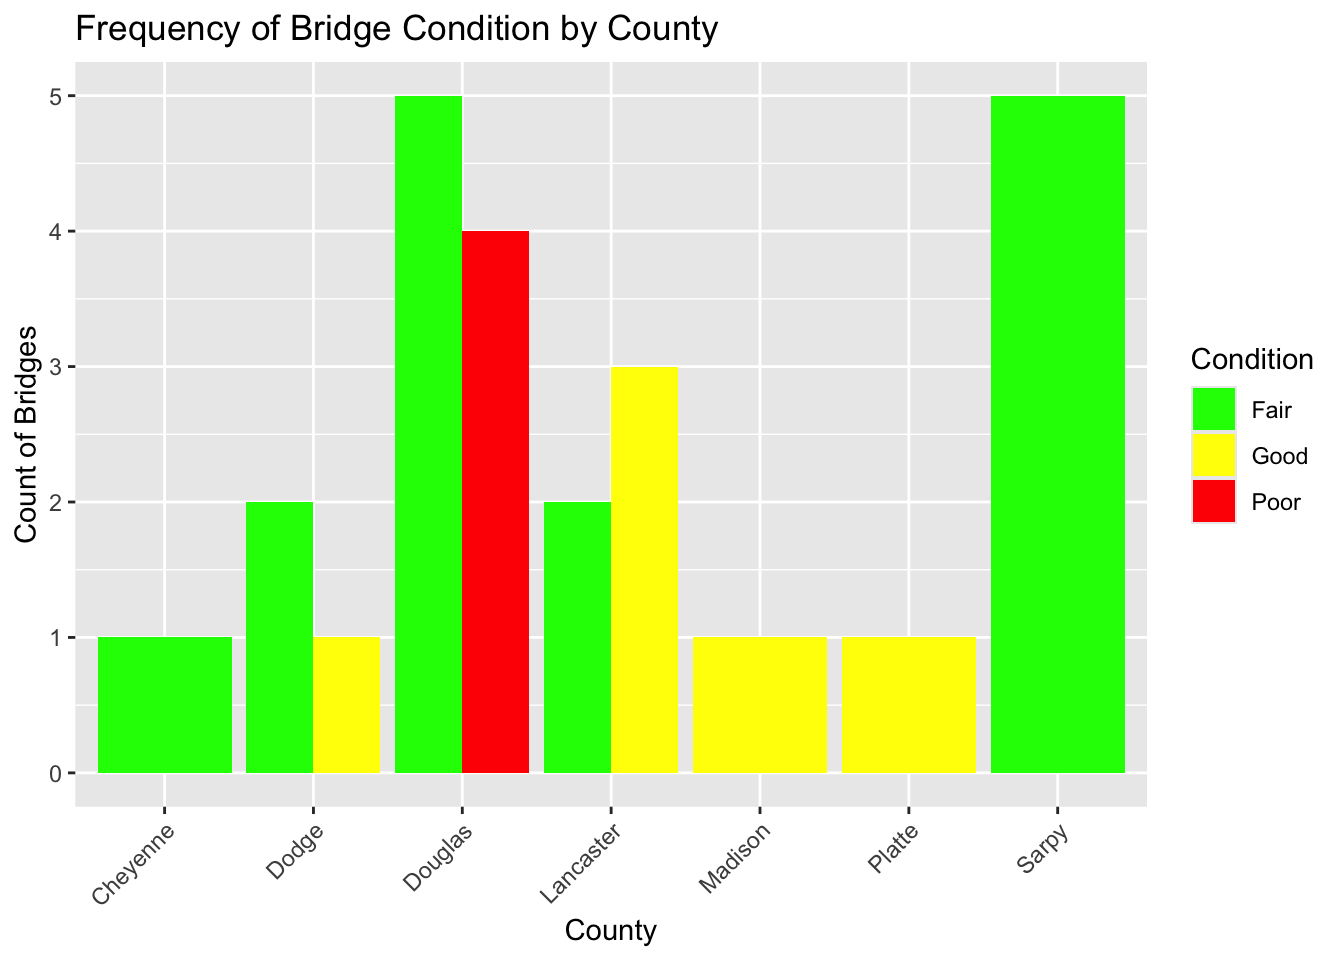 Frequency of Bridge Condition by County
Count of Bridges
5
4
3
2
1
0
Cheyenne
Dodge
Douglas
Lancaster
Madison
Platte
Sarpy
County
Condition
Fair
Good
Poor